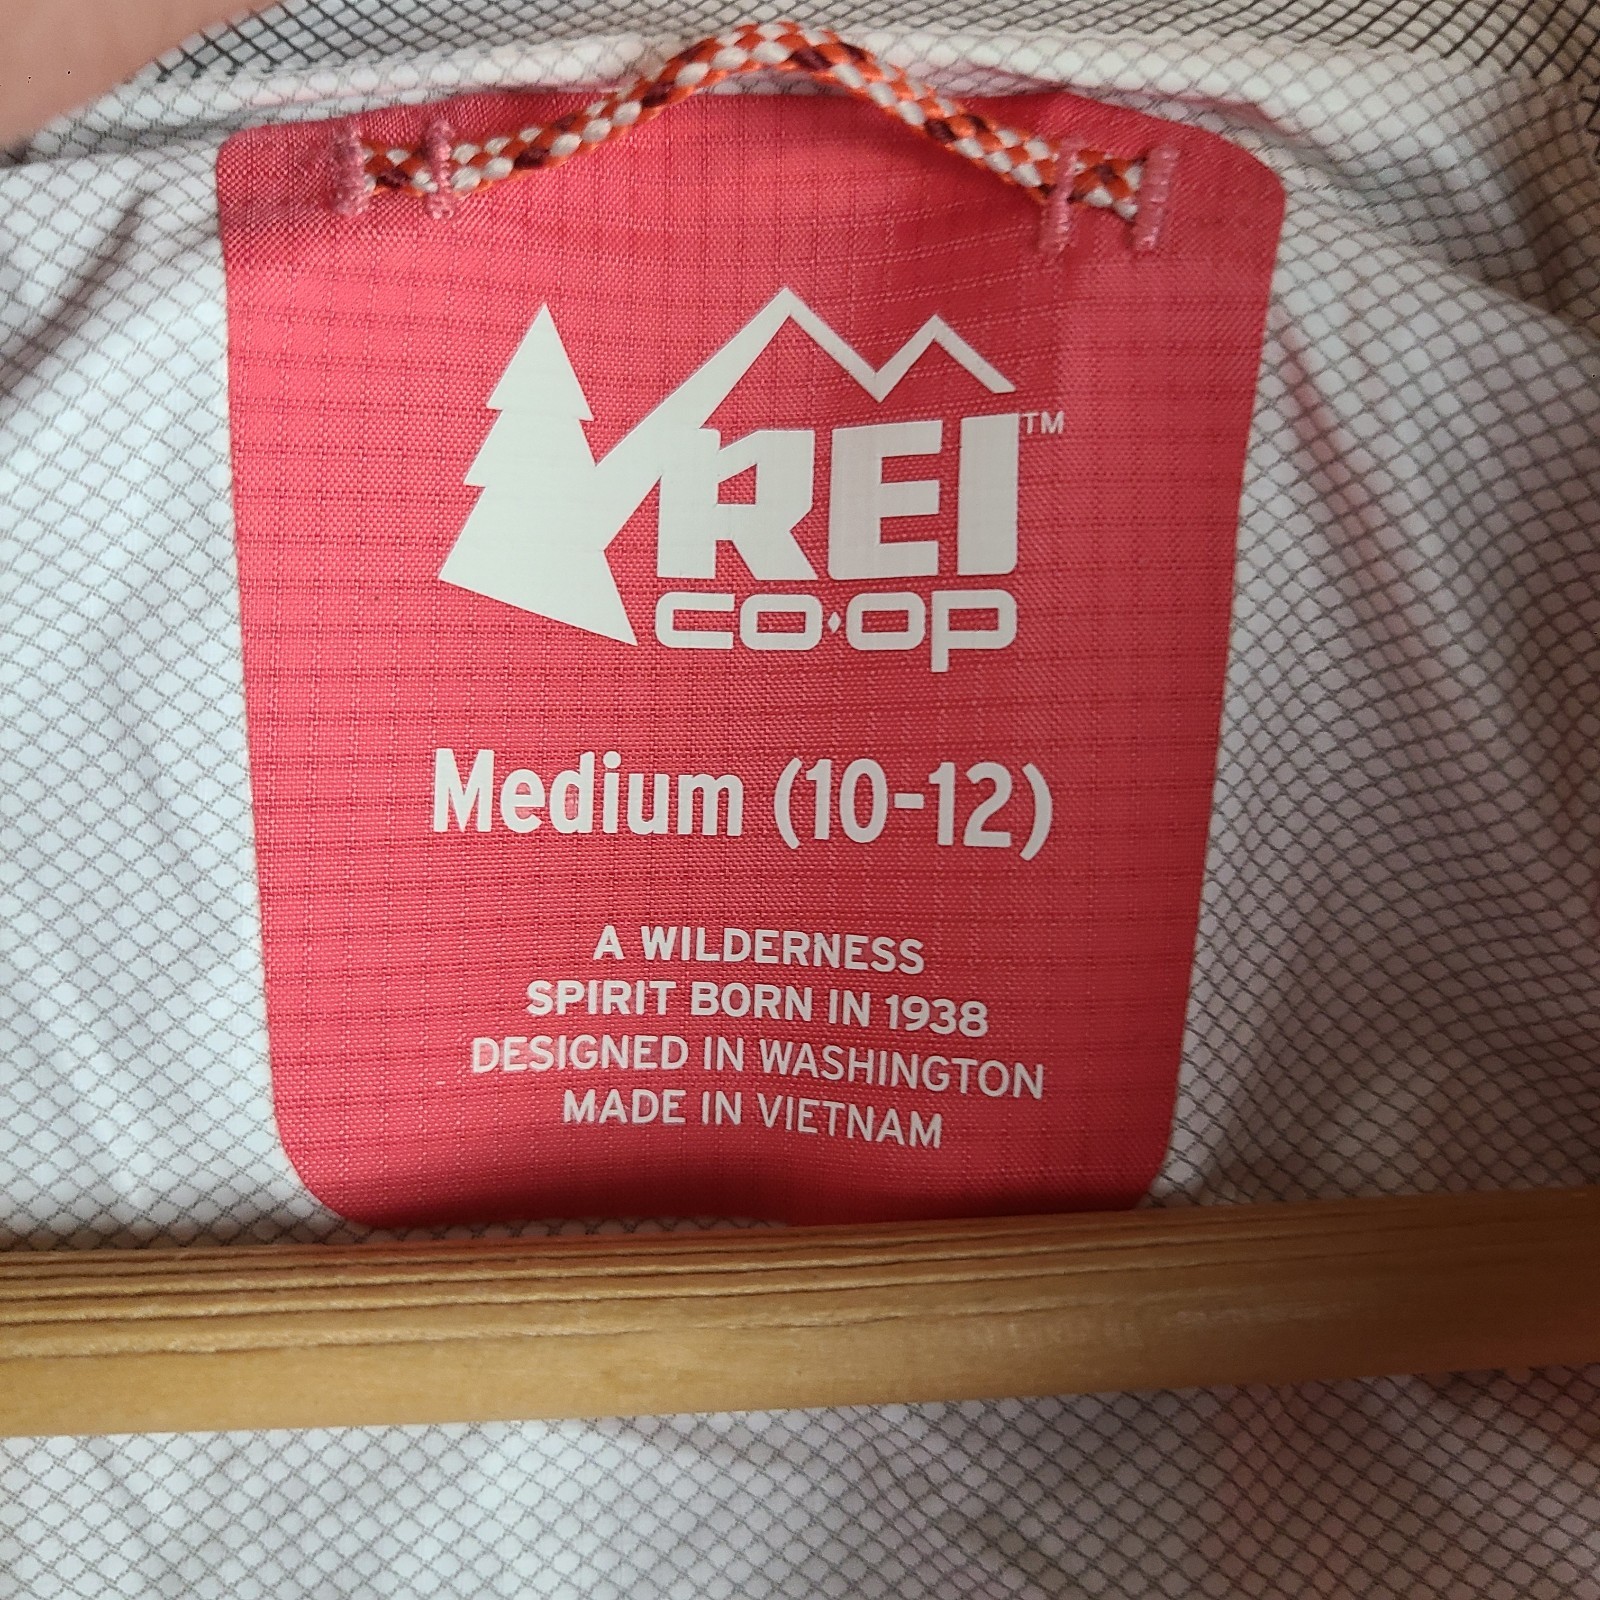 REI™
CO·OP
Medium (10-12)
A WILDERNESS
SPIRIT BORN IN 1938
DESIGNED IN WASHINGTON
MADE IN VIETNAM